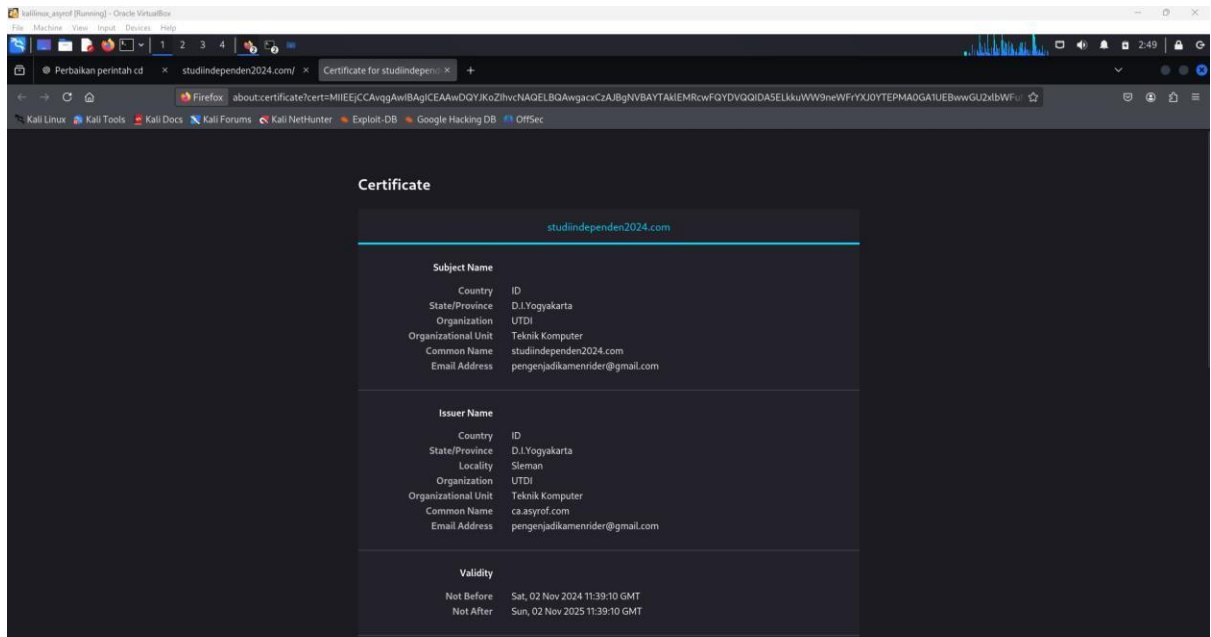 kalilinux_asyrof [Running] - Oracle VirtualBox
File Machine View Input Devices Help
1 2 3 4 2:49
Perbaikan perintah cd × studiindependen2024.com/ × Certificate for studiindepend × +
Firefox about:certificate?cert=
Kali Linux Kali Tools Kali Docs Kali Forums Kali NetHunter Exploit-DB Google Hacking DB OffSec
Certificate
studiindependen2024.com
Subject Name
Country ID
State/Province D.I.Yogyakarta
Organization UTDI
Organizational Unit Teknik Komputer
Common Name studiindependen2024.com
Email Address pengenjadikamenrider@gmail.com
Issuer Name
Country ID
State/Province D.I.Yogyakarta
Locality Sleman
Organization UTDI
Organizational Unit Teknik Komputer
Common Name ca.asyrof.com
Email Address pengenjadikamenrider@gmail.com
Validity
Not Before Sat, 02 Nov 2024 11:39:10 GMT
Not After Sun, 02 Nov 2025 11:39:10 GMT